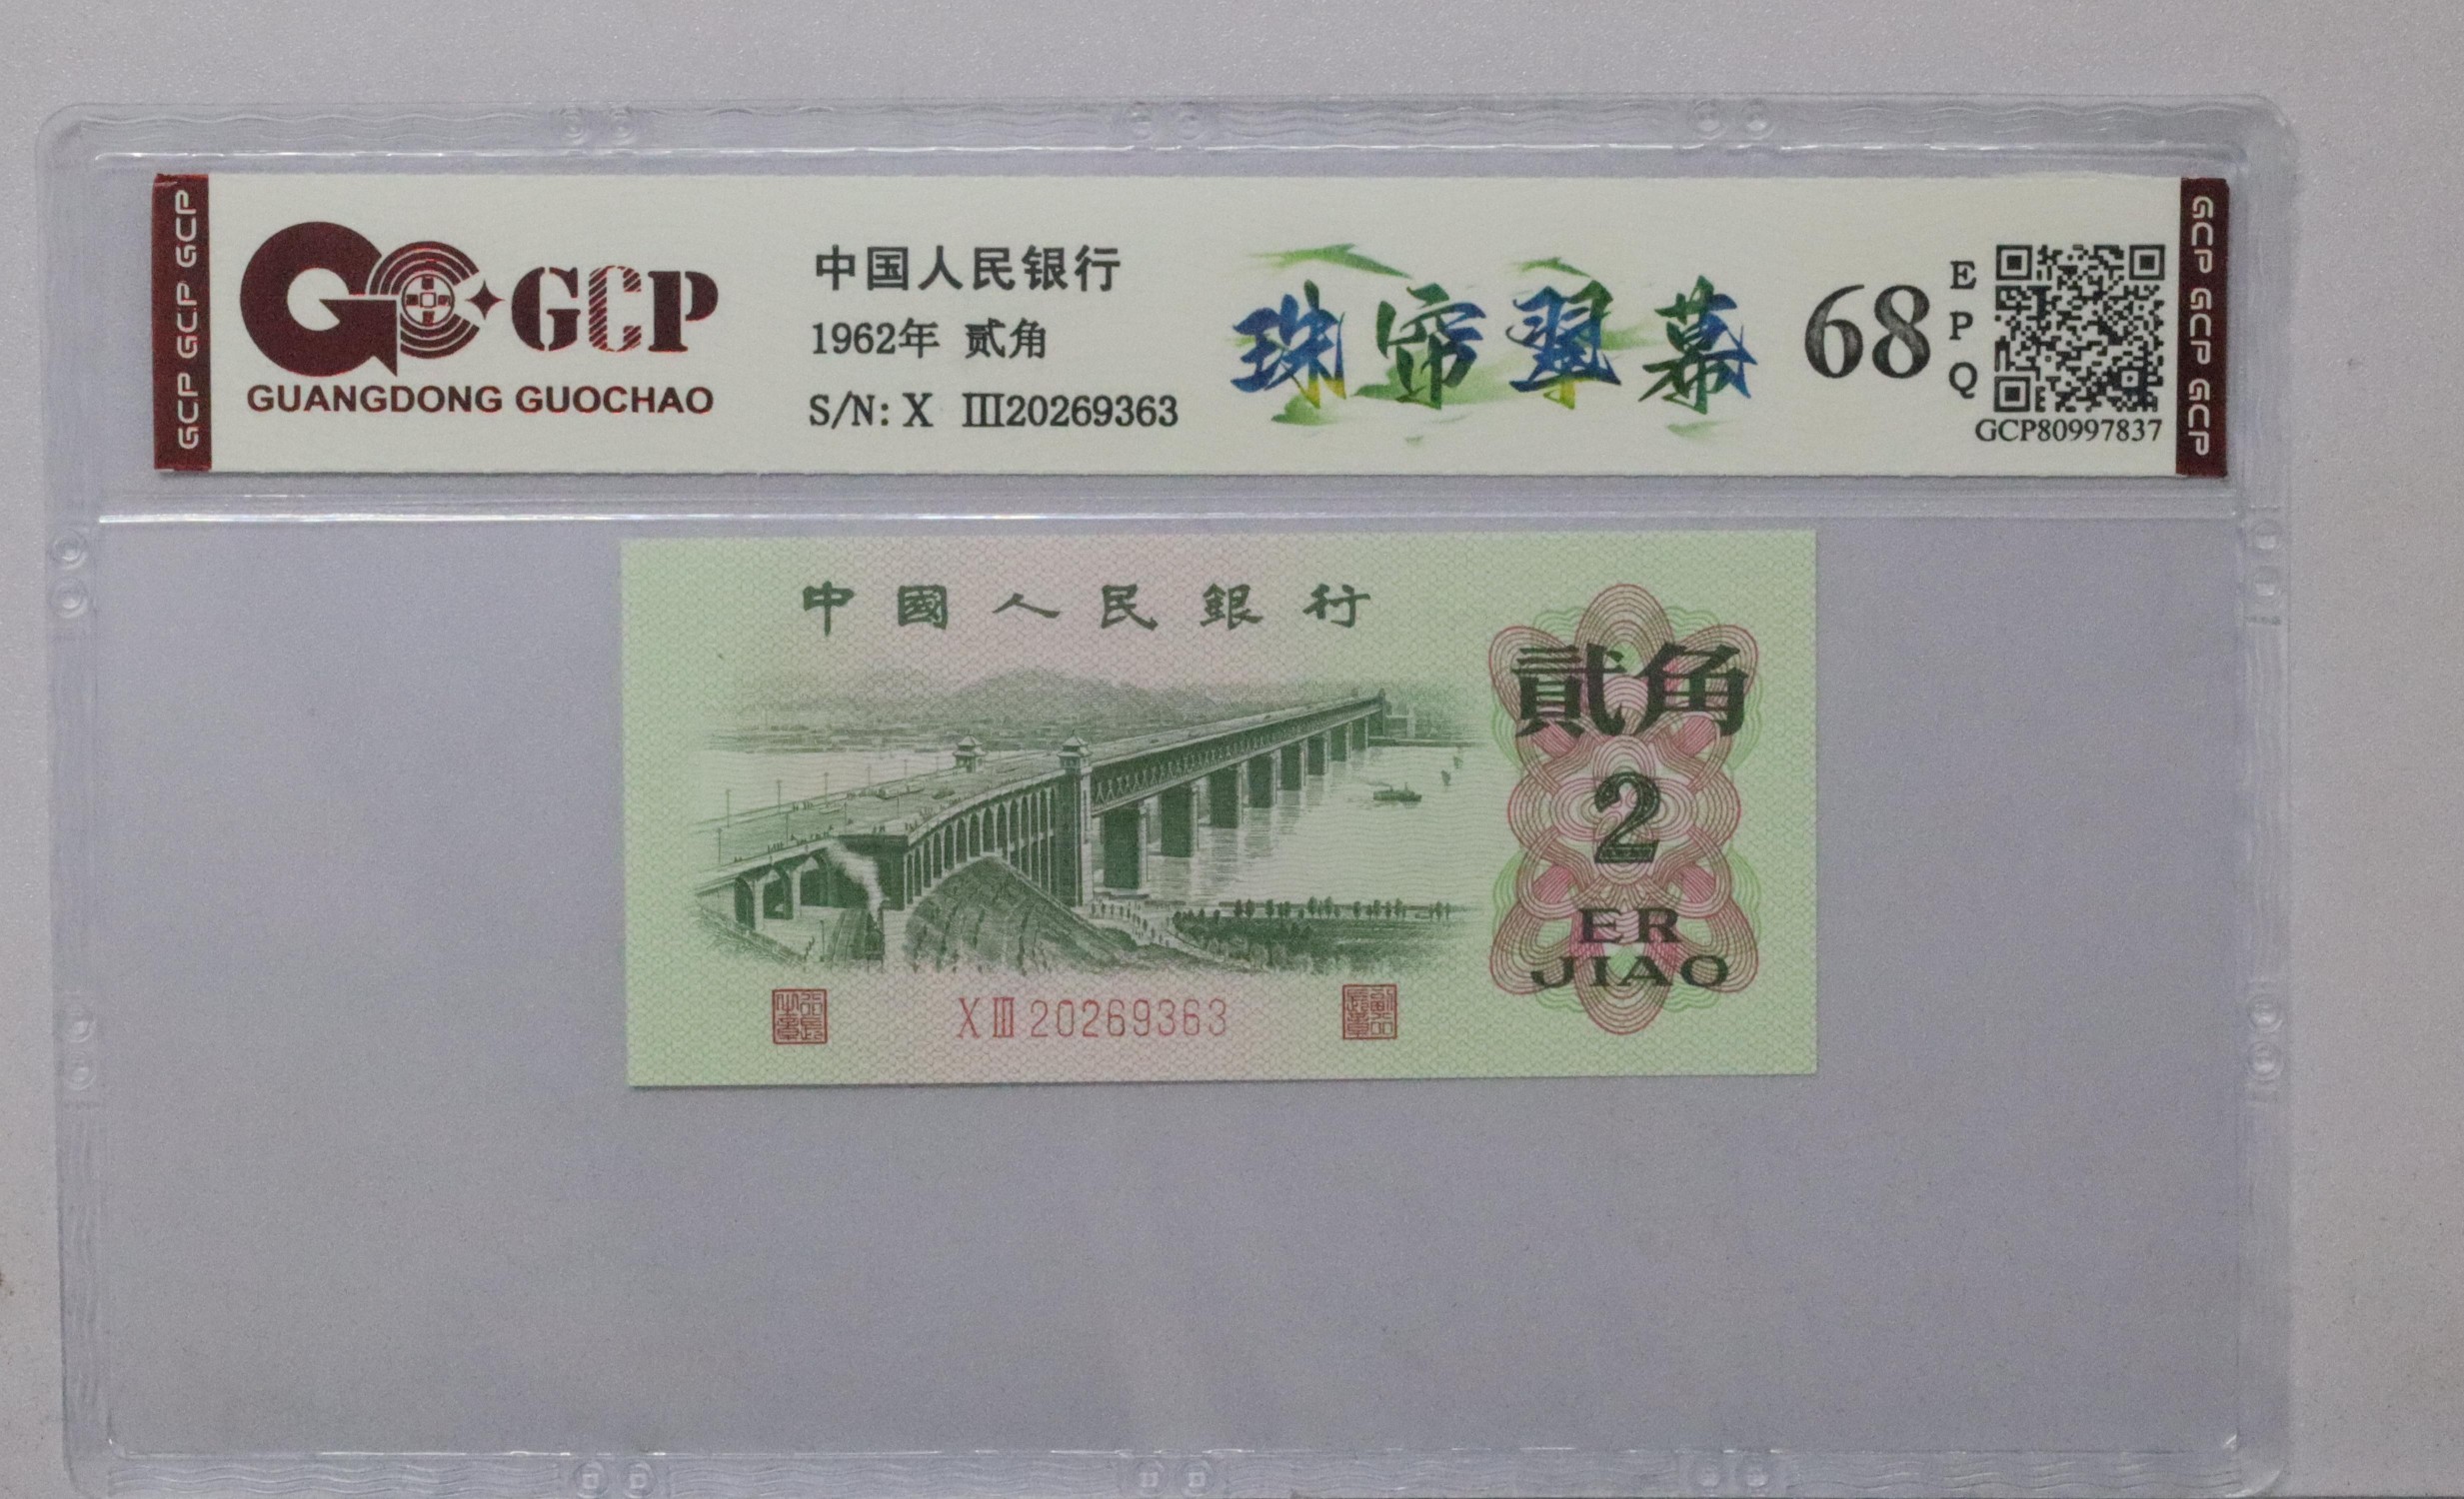 GCP GCP GCP
GCP
GUANGDONG GUOCHAO
中国人民银行
1962年 贰角
S/N: X III20269363
珠帘翠幕
68
EPQ
GCP80997837
GCP GCP GCP
中國人民銀行
貳角
2
ER
JIAO
X III 20269363